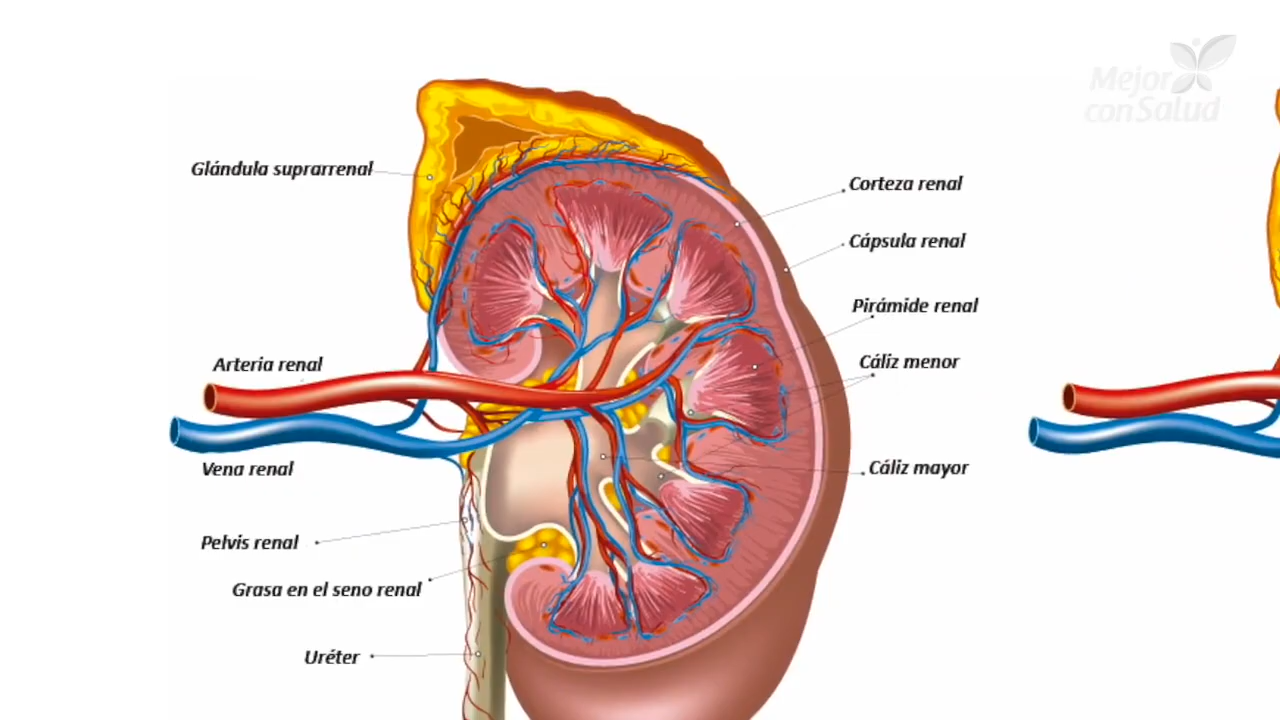 Mejor
con Salud
Glándula suprarrenal
Corteza renal
Cápsula renal
Pirámide renal
Arteria renal
Cáliz menor
Vena renal
Cáliz mayor
Pelvis renal
Grasa en el seno renal
Uréter